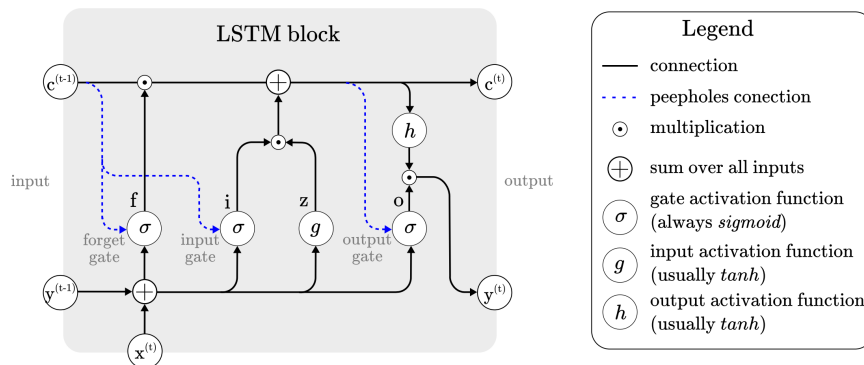 LSTM block
c(t-1)
c(t)
h
input
output
f
i
z
o
σ
σ
g
σ
forget gate
input gate
output gate
y(t-1)
y(t)
x(t)
Legend
connection
peepholes conection
multiplication
sum over all inputs
σ gate activation function
(always sigmoid)
g input activation function
(usually tanh)
h output activation function
(usually tanh)